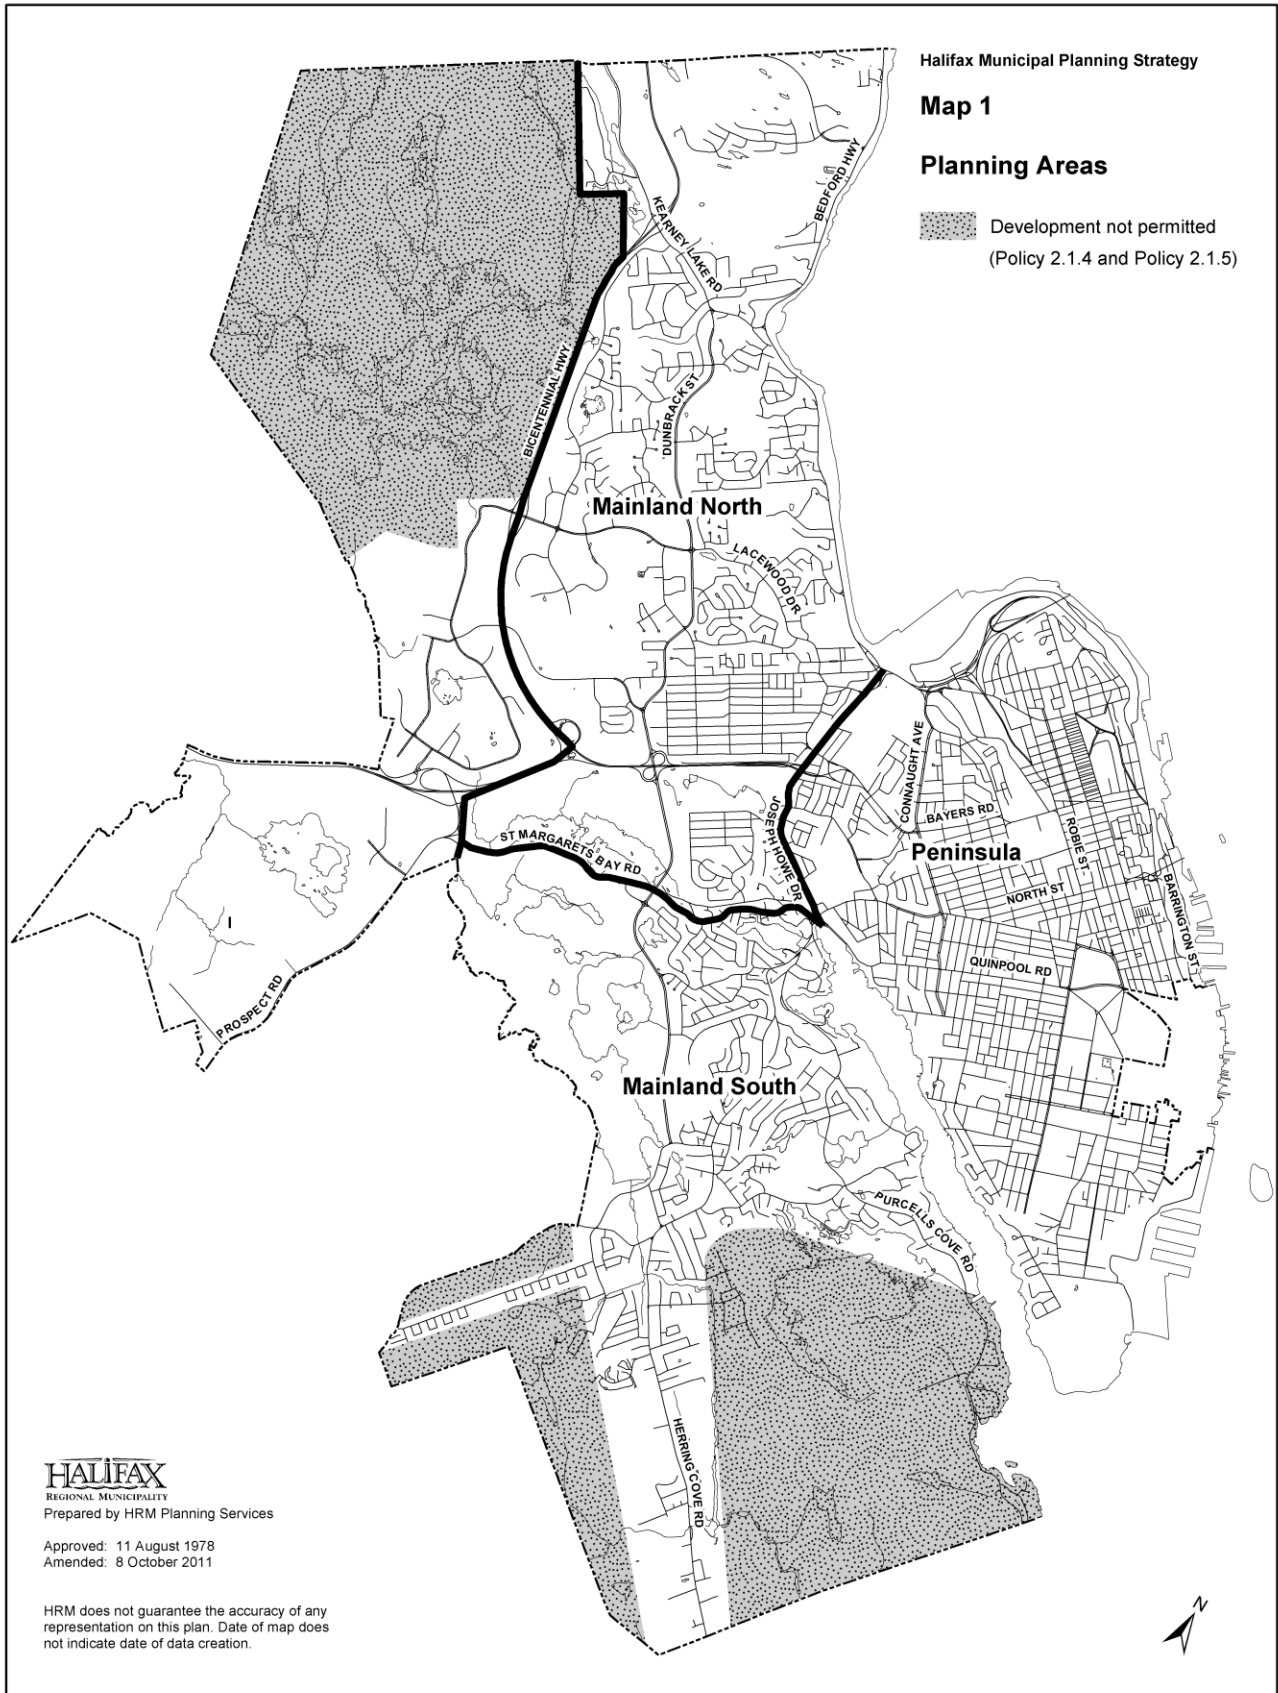 Halifax Municipal Planning Strategy
Map 1
Planning Areas
Development not permitted
(Policy 2.1.4 and Policy 2.1.5)
BEDFORD HWY
KEARNEY LAKE RD
BICENTENNIAL HWY
DUNBRACK ST
Mainland North
LACEWOOD DR
CONNAUGHT AVE
BAYERS RD
JOSEPH HOWE DR
ROBIE ST
ST MARGARETS BAY RD
Peninsula
NORTH ST
BARRINGTON ST
I
QUINPOOL RD
PROSPECT RD
Mainland South
PURCELLS COVE RD
HERRING COVE RD
HALIFAX
REGIONAL MUNICIPALITY
Prepared by HRM Planning Services
Approved: 11 August 1978
Amended: 8 October 2011
HRM does not guarantee the accuracy of any
representation on this plan. Date of map does
not indicate date of data creation.
N